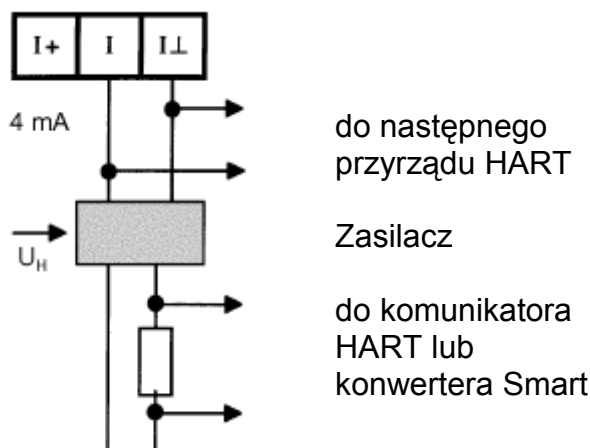 I+ I I⊥
4 mA
do następnego
przyrządu HART
Zasilacz
U_H
do komunikatora
HART lub
konwertera Smart